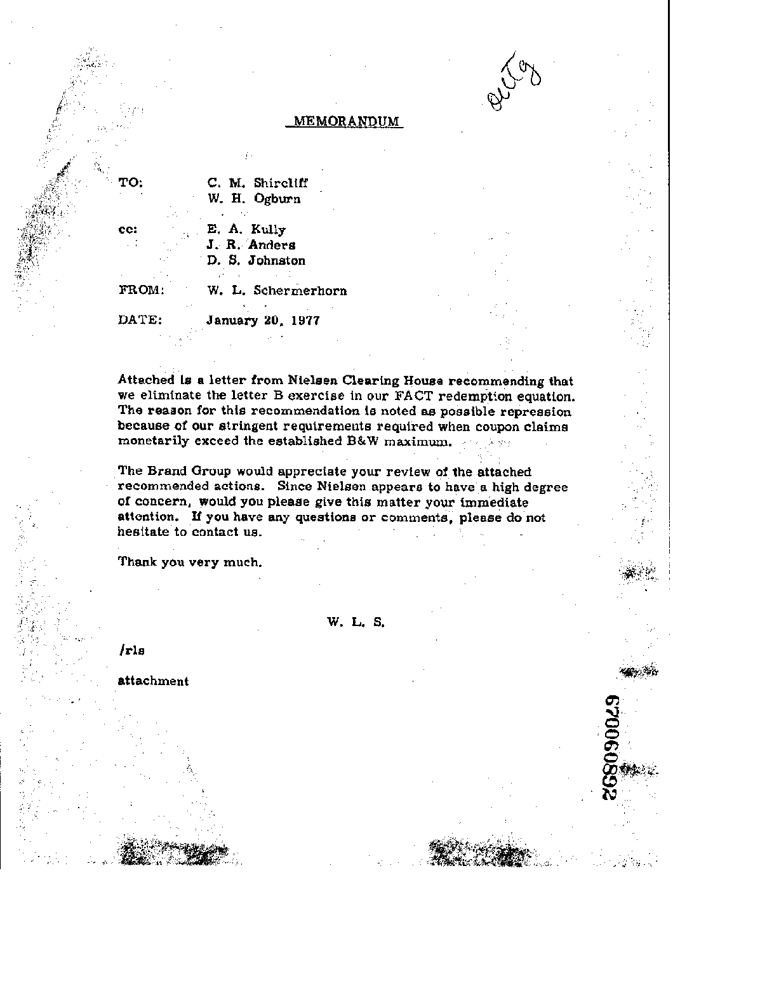 outg
MEMORANDUM
TO: C. M. Shircliff
W. H. Ogburn
cc: E. A. Kully
J. R. Anders
D. S. Johnston
FROM: W. L. Schermerhorn
DATE: January 20, 1977
Attached is a letter from Nielsen Clearing House recommending that
we eliminate the letter B exercise in our FACT redemption equation.
The reason for this recommendation is noted as possible repression
because of our stringent requirements required when coupon claims
monetarily exceed the established B&W maximum.
The Brand Group would appreciate your review of the attached
recommended actions. Since Nielsen appears to have a high degree
of concern, would you please give this matter your immediate
attention. If you have any questions or comments, please do not
hesitate to contact us.
Thank you very much.
W. L. S.
/rls
attachment
670060892